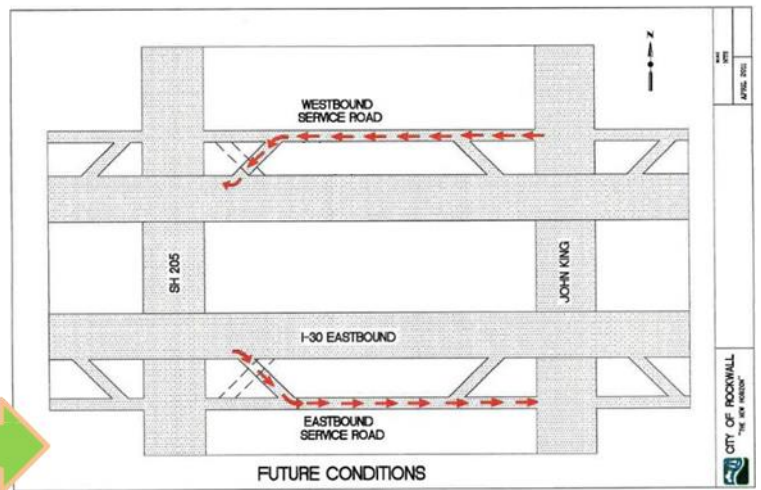 WESTBOUND
SERVICE ROAD
N
SH 205
JOHN KING
I-30 EASTBOUND
EASTBOUND
SERVICE ROAD
FUTURE CONDITIONS
APRIL 2011
CITY OF ROCKWALL
"THE NEW HORIZON"